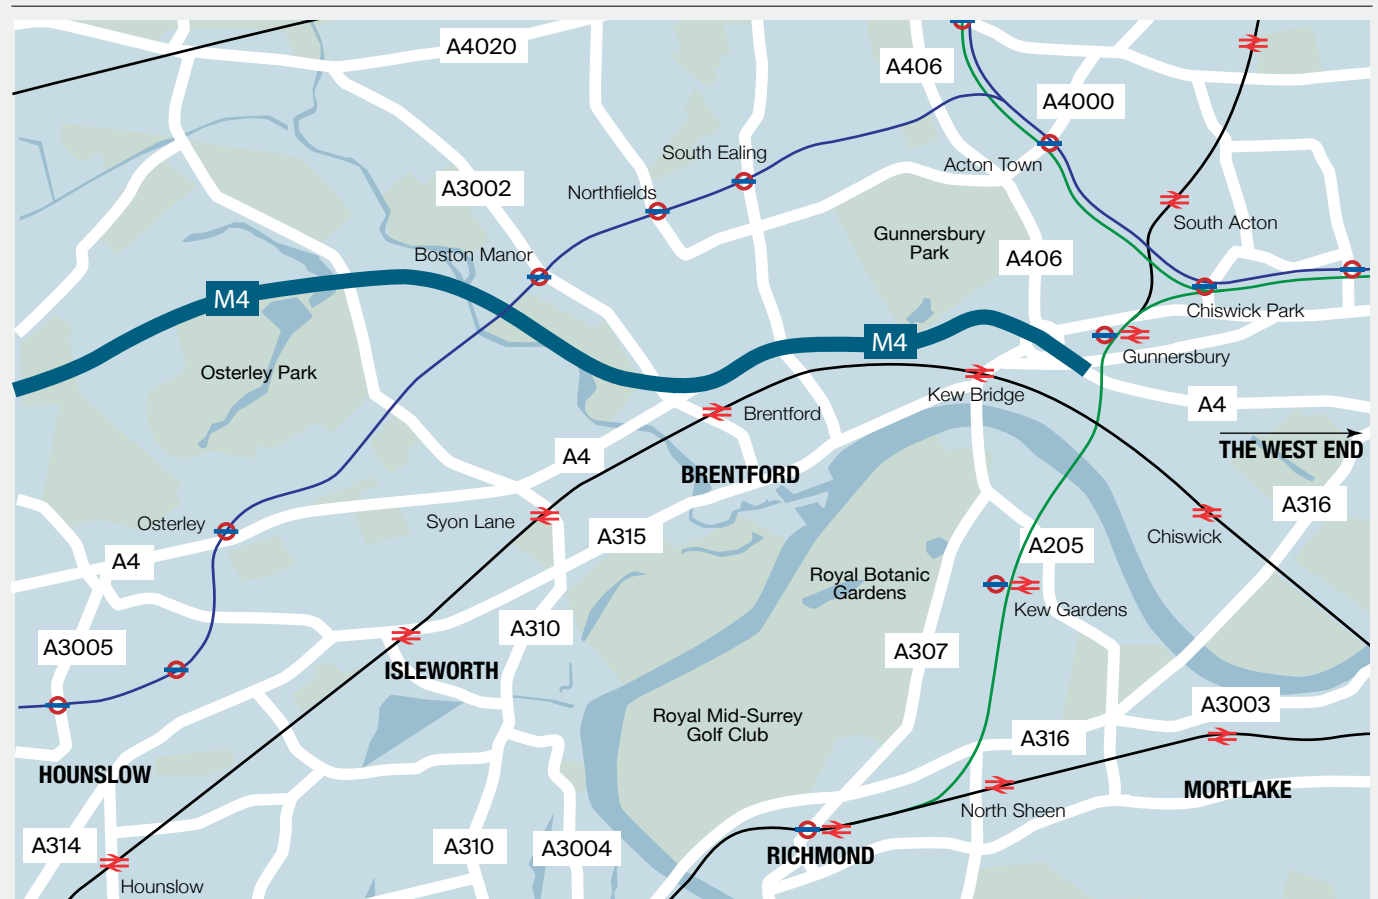 A4020
A406
A4000
South Ealing
Acton Town
A3002
Northfields
South Acton
Gunnersbury
Park
Boston Manor
A406
M4
Chiswick Park
M4
Gunnersbury
Osterley Park
Kew Bridge
A4
Brentford
THE WEST END
A4
BRENTFORD
A316
Osterley
Syon Lane
A315
Chiswick
A205
A4
Royal Botanic
Gardens
Kew Gardens
A310
A3005
A307
ISLEWORTH
A3003
Royal Mid-Surrey
Golf Club
A316
HOUNSLOW
MORTLAKE
North Sheen
A314
A310
A3004
RICHMOND
Hounslow